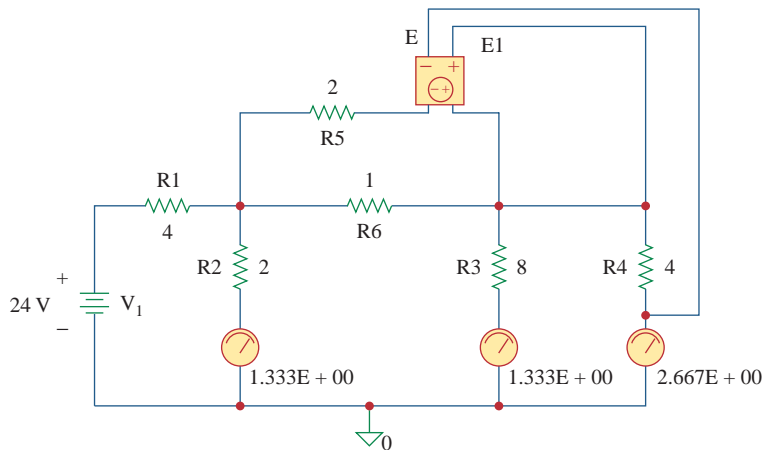 E
E1
− +
− +
2
R5
R1
1
4
R6
R2 2
R3 8
R4 4
+
24 V
V1
−
1.333E + 00
1.333E + 00
2.667E + 00
0